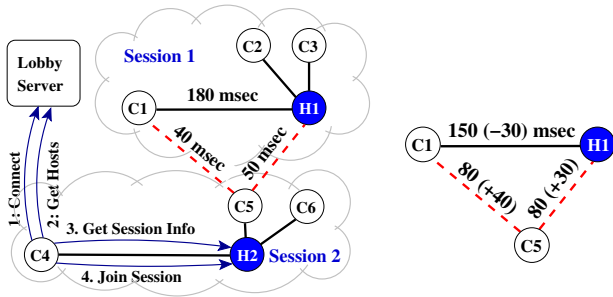 Lobby
Server
Session 1
C2
C3
C1
180 msec
H1
40 msec
50 msec
1: Connect
2: Get Hosts
C5
C6
3. Get Session Info
C4
H2
Session 2
4. Join Session
150 (−30) msec
C1
H1
80 (+40)
80 (+30)
C5